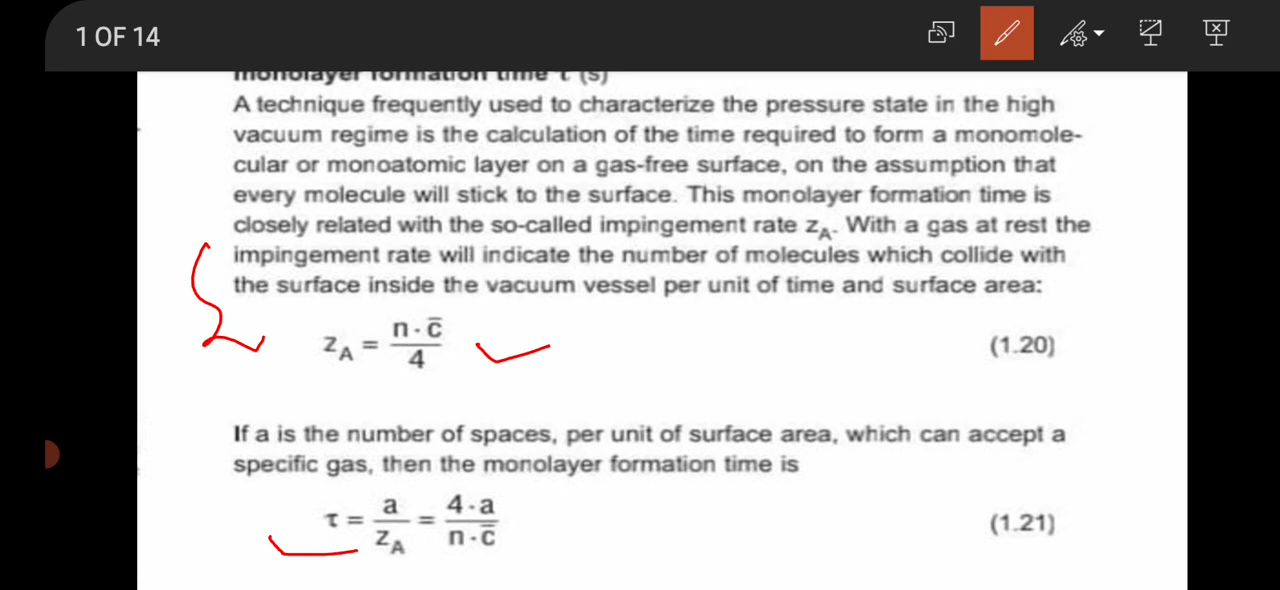 1 OF 14
monolayer formation time τ (s)
A technique frequently used to characterize the pressure state in the high
vacuum regime is the calculation of the time required to form a monomole-
cular or monoatomic layer on a gas-free surface, on the assumption that
every molecule will stick to the surface. This monolayer formation time is
closely related with the so-called impingement rate z_A. With a gas at rest the
impingement rate will indicate the number of molecules which collide with
the surface inside the vacuum vessel per unit of time and surface area:
z_A = (n · c̄)/4 (1.20)
If a is the number of spaces, per unit of surface area, which can accept a
specific gas, then the monolayer formation time is
τ = a/z_A = (4 · a)/(n · c̄) (1.21)